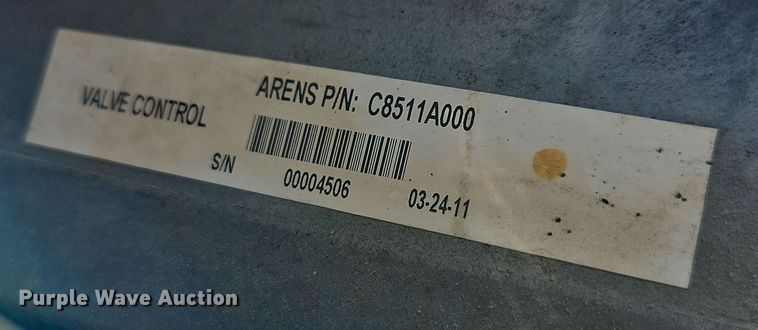 VALVE CONTROL
ARENS P/N: C8511A000
S/N 00004506 03-24-11
Purple Wave Auction